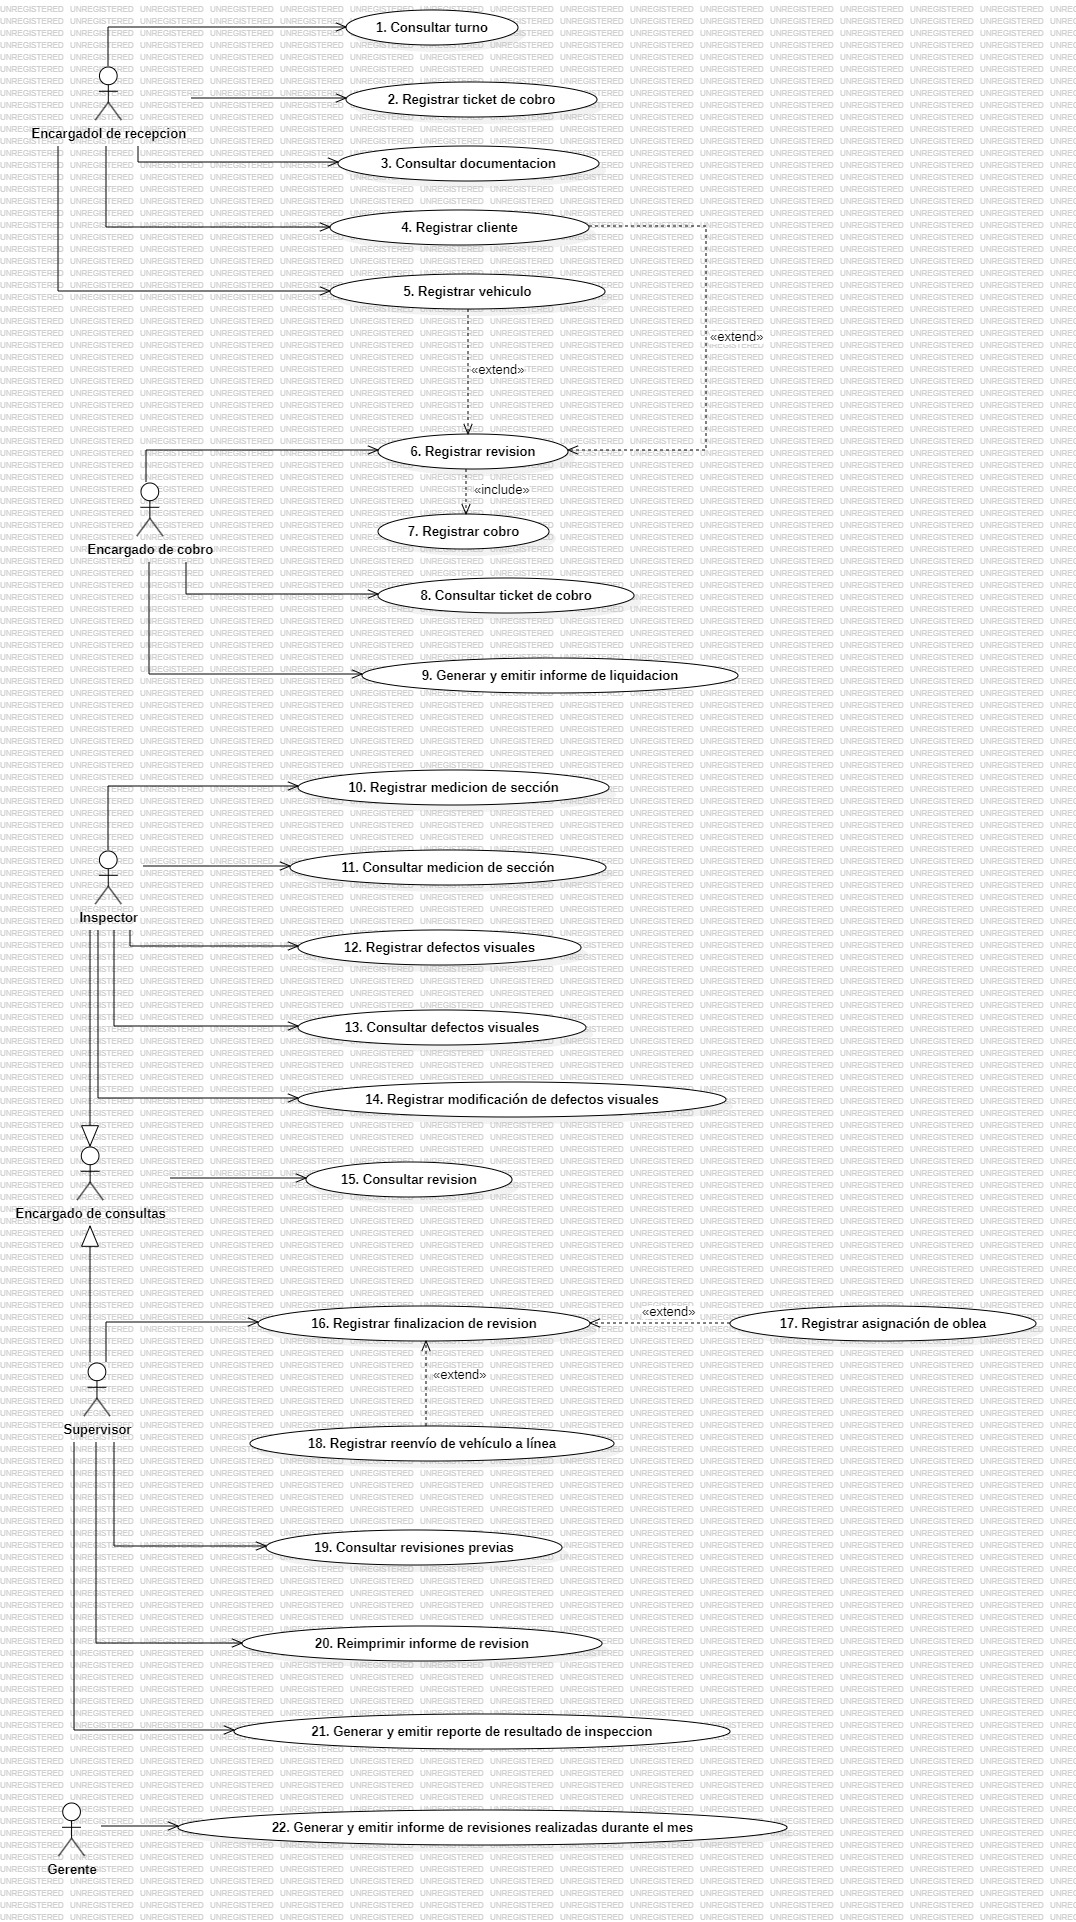 1. Consultar turno
2. Registrar ticket de cobro
Encargadol de recepcion
3. Consultar documentacion
4. Registrar cliente
5. Registrar vehiculo
«extend»
«extend»
6. Registrar revision
«include»
7. Registrar cobro
Encargado de cobro
8. Consultar ticket de cobro
9. Generar y emitir informe de liquidacion
10. Registrar medicion de sección
11. Consultar medicion de sección
Inspector
12. Registrar defectos visuales
13. Consultar defectos visuales
14. Registrar modificación de defectos visuales
15. Consultar revision
Encargado de consultas
«extend»
16. Registrar finalizacion de revision
17. Registrar asignación de oblea
«extend»
Supervisor
18. Registrar reenvío de vehículo a línea
19. Consultar revisiones previas
20. Reimprimir informe de revision
21. Generar y emitir reporte de resultado de inspeccion
22. Generar y emitir informe de revisiones realizadas durante el mes
Gerente
UNREGISTERED